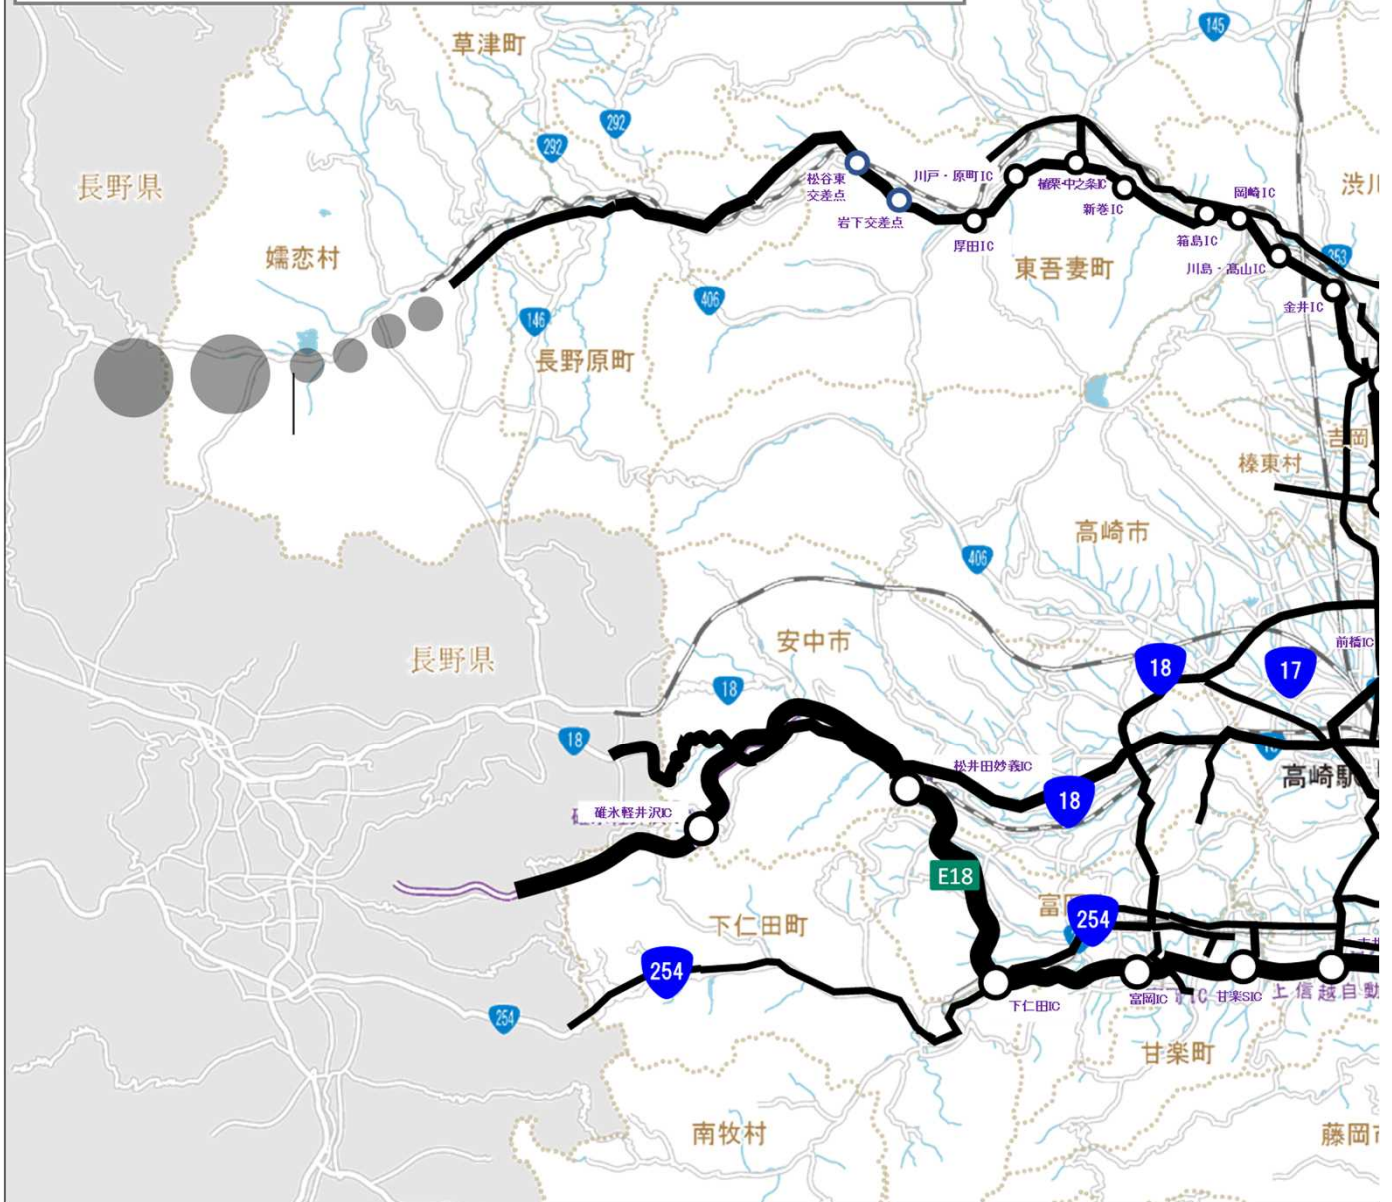 草津町
145
292
292
長野県
松谷東
交差点
川戸・原町IC
植栗・中之条IC
岡崎IC
渋川
岩下交差点
新巻IC
厚田IC
箱島IC
嬬恋村
東吾妻町
川島・高山IC
353
金井IC
406
146
長野原町
吉岡
榛東村
高崎市
406
安中市
前橋IC
長野県
18
17
18
18
松井田妙義IC
高崎駅
18
碓氷軽井沢IC
E18
富
254
下仁田町
254
下仁田IC
富岡IC
甘楽SIC
上信越自動
254
甘楽町
南牧村
藤岡市